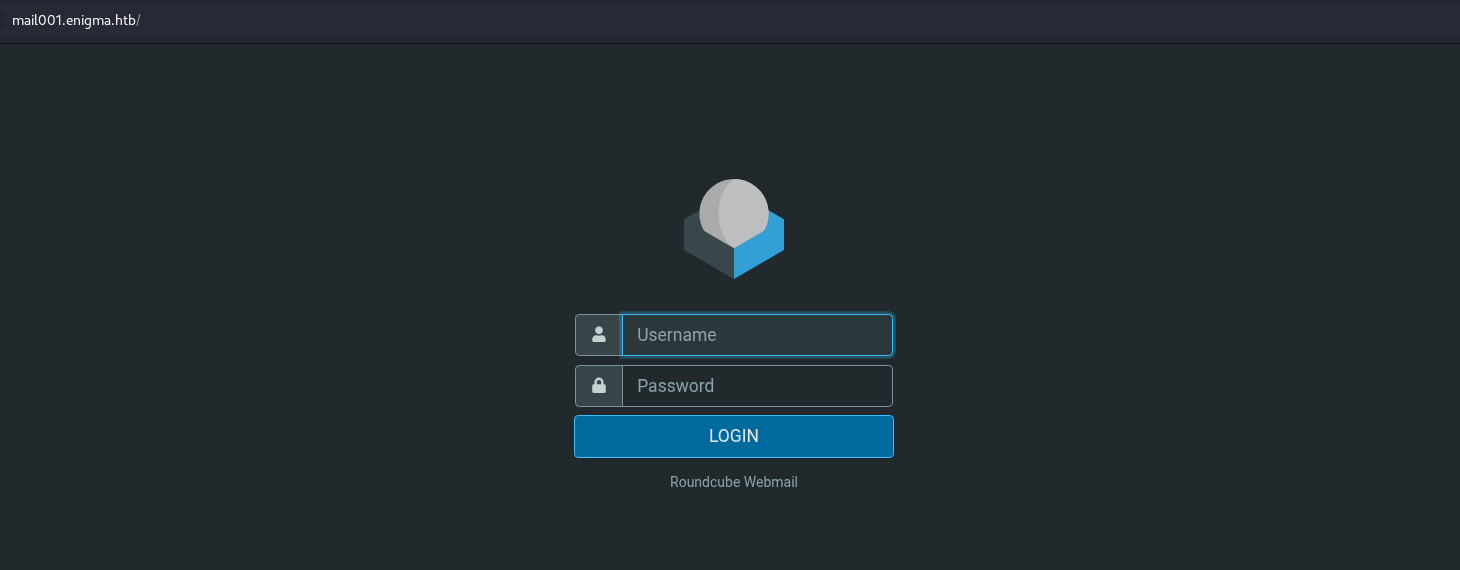 mail001.enigma.htb/
Username
Password
LOGIN
Roundcube Webmail